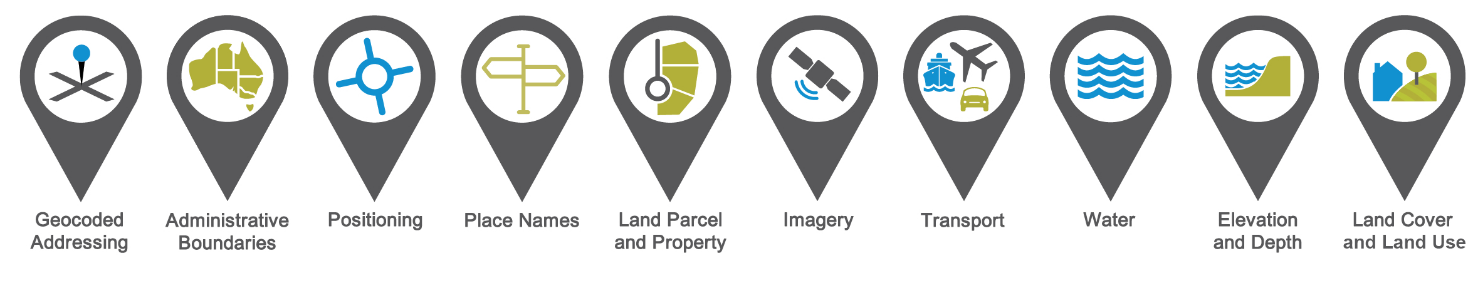 Geocoded
Addressing
Administrative
Boundaries
Positioning
Place Names
Land Parcel
and Property
Imagery
Transport
Water
Elevation
and Depth
Land Cover
and Land Use